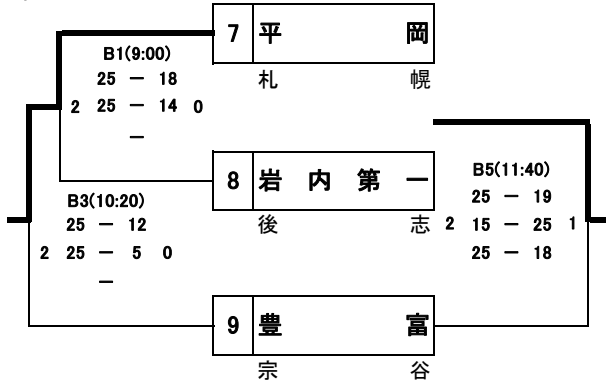 7 平 岡
札 幌
B1(9:00)
25 － 18
2 25 － 14 0
－
8 岩 内 第 一
後 志
B3(10:20)
25 － 12
2 25 － 5 0
－
B5(11:40)
25 － 19
2 15 － 25 1
25 － 18
9 豊 富
宗 谷